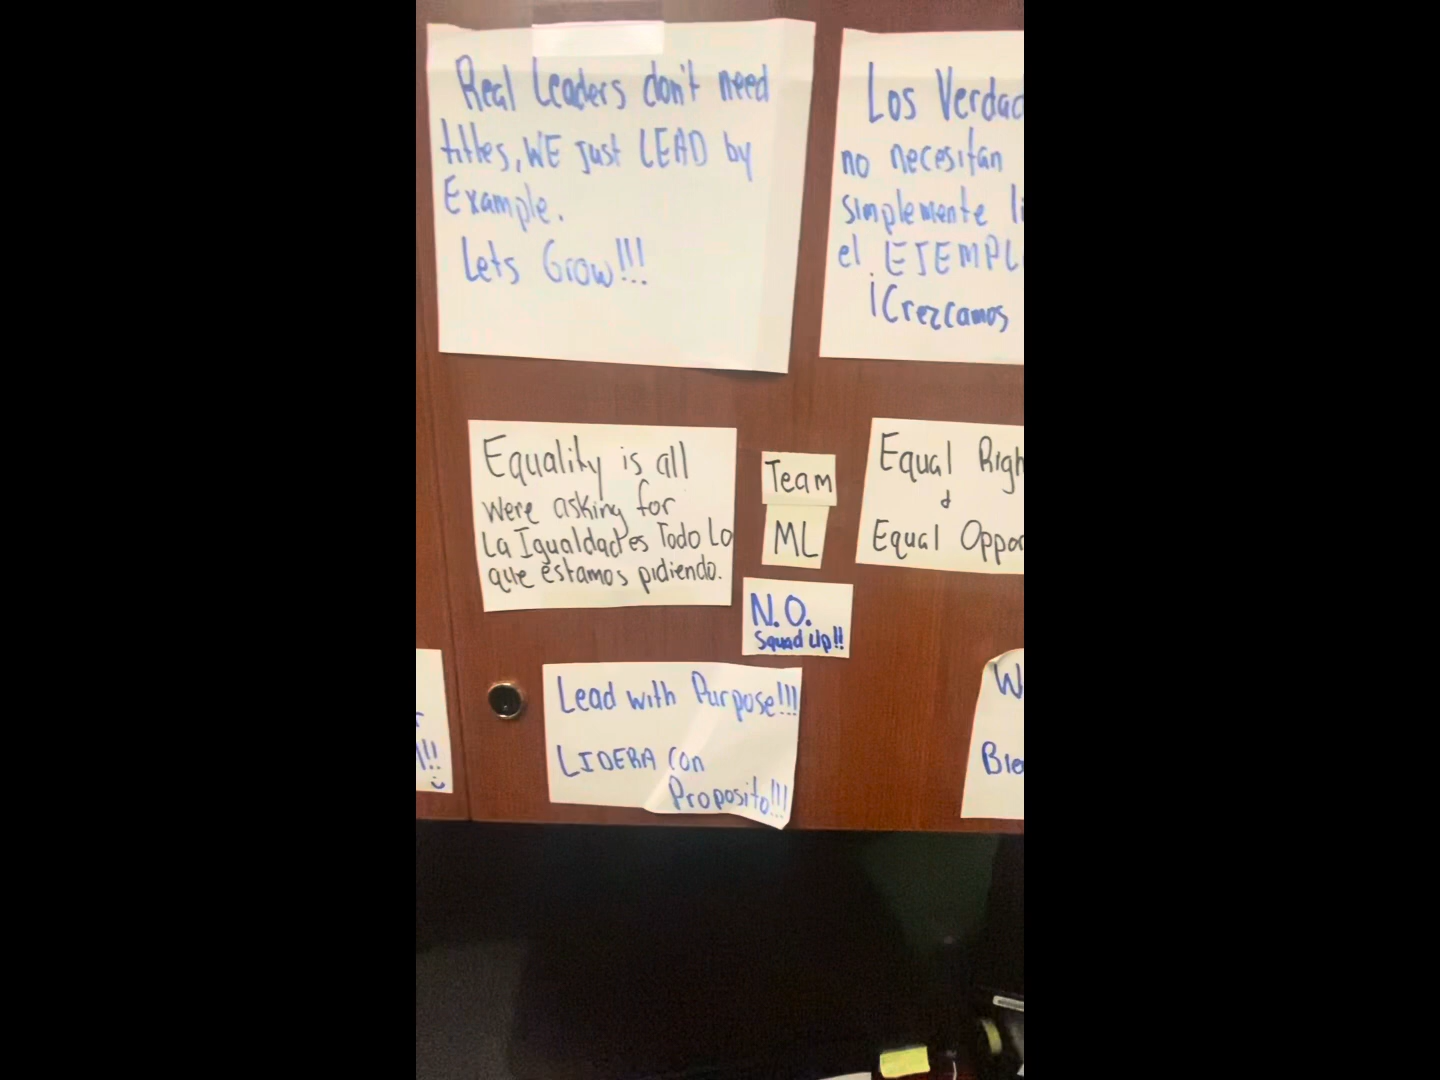 Real Leaders don't need
titles, WE just LEAD by
Example.
Lets Grow!!!
Los Verdad
no necesitan
simplemente li
el EJEMPL
¡Crezcamos
Equality is all
were asking for
La Igualdad es Todo Lo
que estamos pidiendo.
Team
ML
Equal Righ
&
Equal Oppor
N.O.
Squad Up!!
Lead with Purpose!!!
LIDERA Con
Proposito!!!
!!
W
Bie